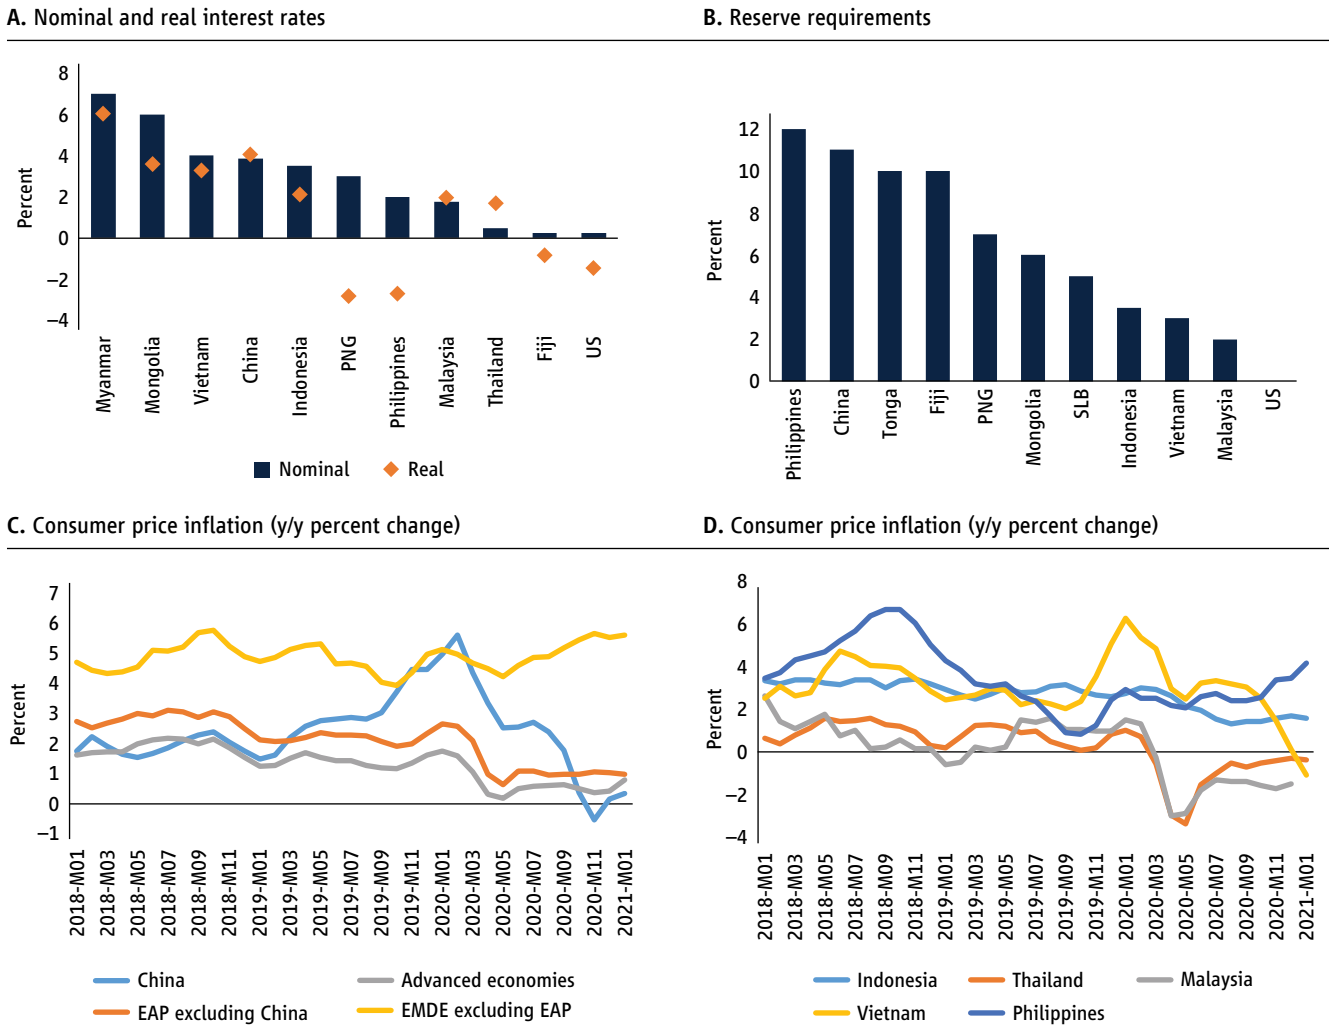 A. Nominal and real interest rates
Percent
8
6
4
2
0
−2
−4
Myanmar
Mongolia
Vietnam
China
Indonesia
PNG
Philippines
Malaysia
Thailand
Fiji
US
Nominal
Real
B. Reserve requirements
Percent
12
10
8
6
4
2
0
Philippines
China
Tonga
Fiji
PNG
Mongolia
SLB
Indonesia
Vietnam
Malaysia
US
C. Consumer price inflation (y/y percent change)
Percent
7
6
5
4
3
2
1
0
−1
2018-M01
2018-M03
2018-M05
2018-M07
2018-M09
2018-M11
2019-M01
2019-M03
2019-M05
2019-M07
2019-M09
2019-M11
2020-M01
2020-M03
2020-M05
2020-M07
2020-M09
2020-M11
2021-M01
China
Advanced economies
EAP excluding China
EMDE excluding EAP
D. Consumer price inflation (y/y percent change)
Percent
8
6
4
2
0
−2
−4
2018-M01
2018-M03
2018-M05
2018-M07
2018-M09
2018-M11
2019-M01
2019-M03
2019-M05
2019-M07
2019-M09
2019-M11
2020-M01
2020-M03
2020-M05
2020-M07
2020-M09
2020-M11
2021-M01
Indonesia
Thailand
Malaysia
Vietnam
Philippines